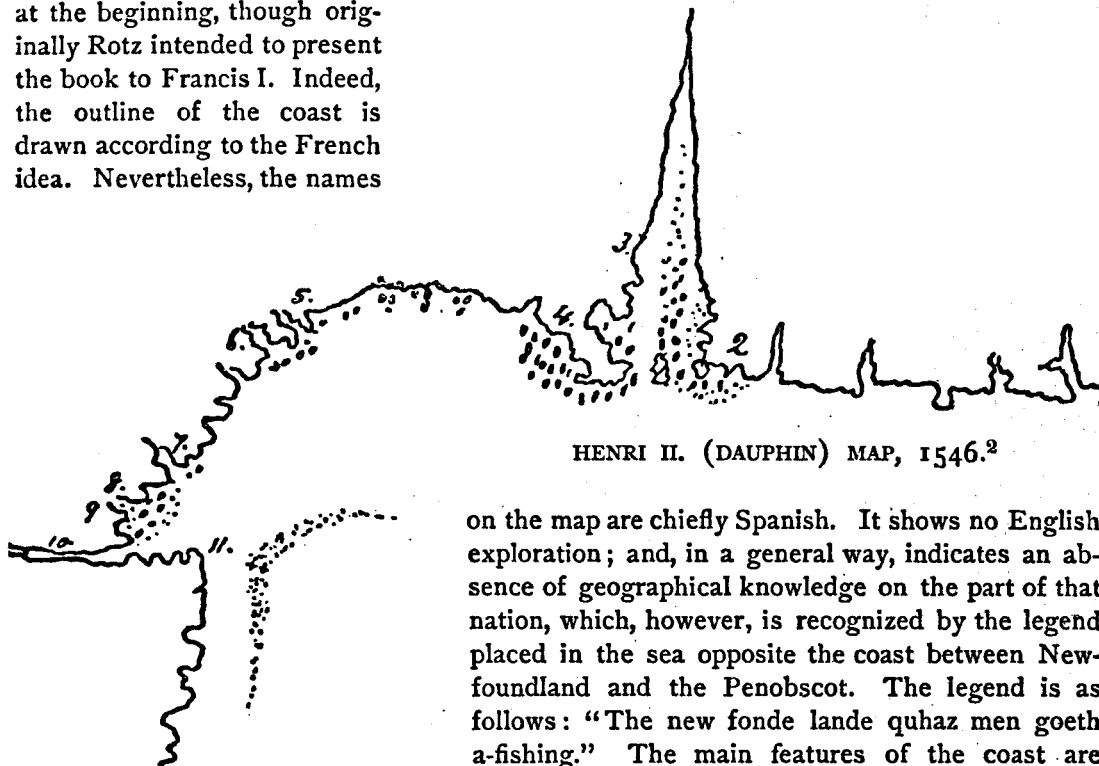 at the beginning, though orig-
inally Rotz intended to present
the book to Francis I. Indeed,
the outline of the coast is
drawn according to the French
idea. Nevertheless, the names
3.
5.
4.
2
6.
7.
8.
9
10
11.
HENRI II. (DAUPHIN) MAP, 1546.²
on the map are chiefly Spanish. It shows no English
exploration; and, in a general way, indicates an ab-
sence of geographical knowledge on the part of that
nation, which, however, is recognized by the legend
placed in the sea opposite the coast between New-
foundland and the Penobscot. The legend is as
follows: “The new fonde lande quhaz men goeth
a-fishing.” The main features of the coast are